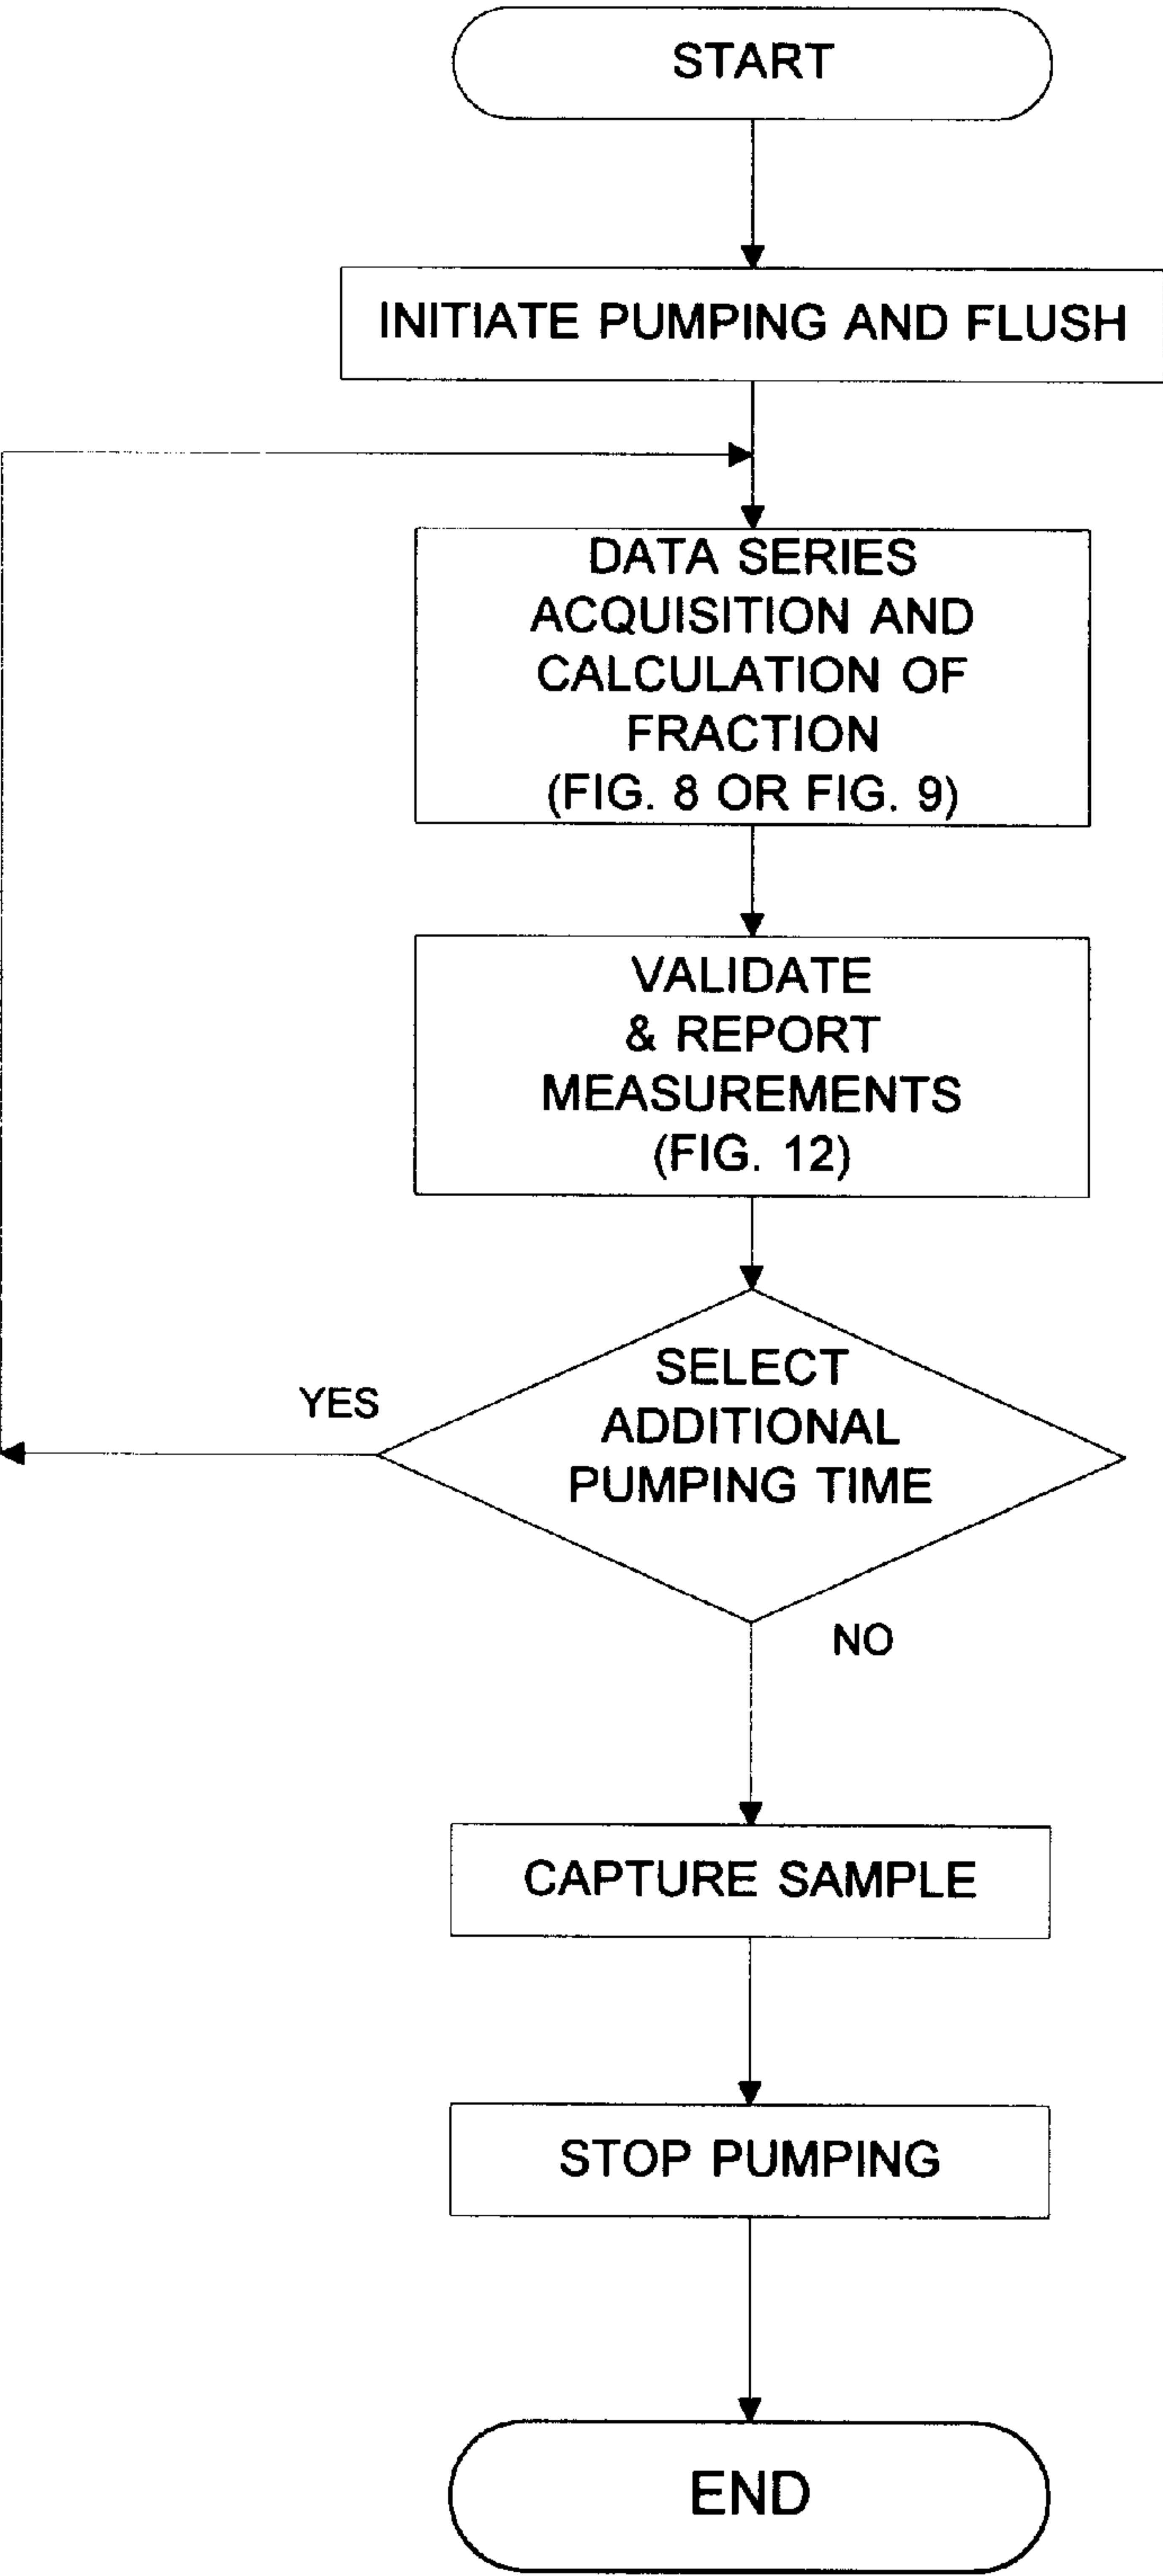 START
INITIATE PUMPING AND FLUSH
DATA SERIES
ACQUISITION AND
CALCULATION OF
FRACTION
(FIG. 8 OR FIG. 9)
VALIDATE
& REPORT
MEASUREMENTS
(FIG. 12)
SELECT
ADDITIONAL
PUMPING TIME
YES
NO
CAPTURE SAMPLE
STOP PUMPING
END